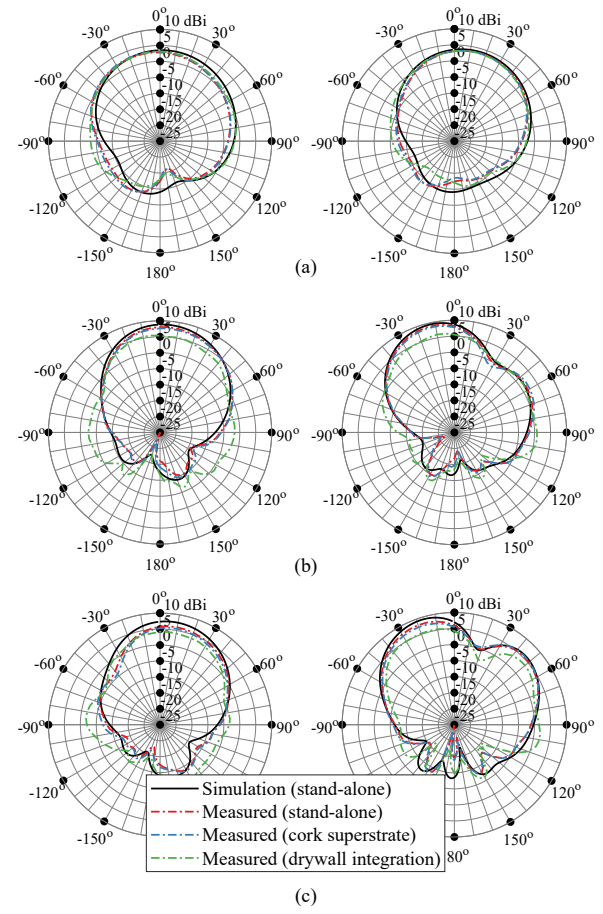 0° 10 dBi 0° 10 dBi
-30° 5 30° -30° 5 30°
0 0
-60° -5 60° -60° -5 60°
-10 -10
-15 -15
-20 -20
-25 -25
-90° 90° -90° 90°
-120° 120° -120° 120°
-150° 150° -150° 150°
180° 180°
(a)
0° 10 dBi 0° 10 dBi
-30° 5 30° -30° 5 30°
0 0
-60° -5 60° -60° -5 60°
-10 -10
-15 -15
-20 -20
-25 -25
-90° 90° -90° 90°
-120° 120° -120° 120°
-150° 150° -150° 150°
180° 180°
(b)
0° 10 dBi 0° 10 dBi
-30° 5 30° -30° 5 30°
0 0
-60° -5 60° -60° -5 60°
-10 -10
-15 -15
-20 -20
-25 -25
-90° 90° -90° 90°
-120° 120° -120° 120°
-150° 150°
80°
Simulation (stand-alone)
Measured (stand-alone)
Measured (cork superstrate)
Measured (drywall integration)
(c)